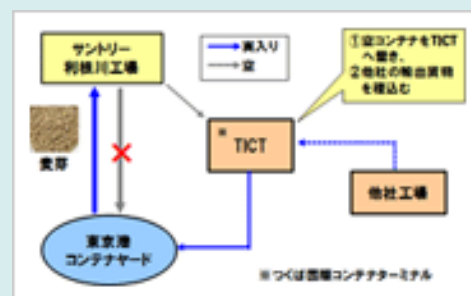 サントリー
利根川工場
実入り
空
①空コンテナをTICT
へ置き、
②他社の輸出貨物
を積込む
麦芽
※
TICT
他社工場
東京港
コンテナヤード
※つくば国際コンテナターミナル